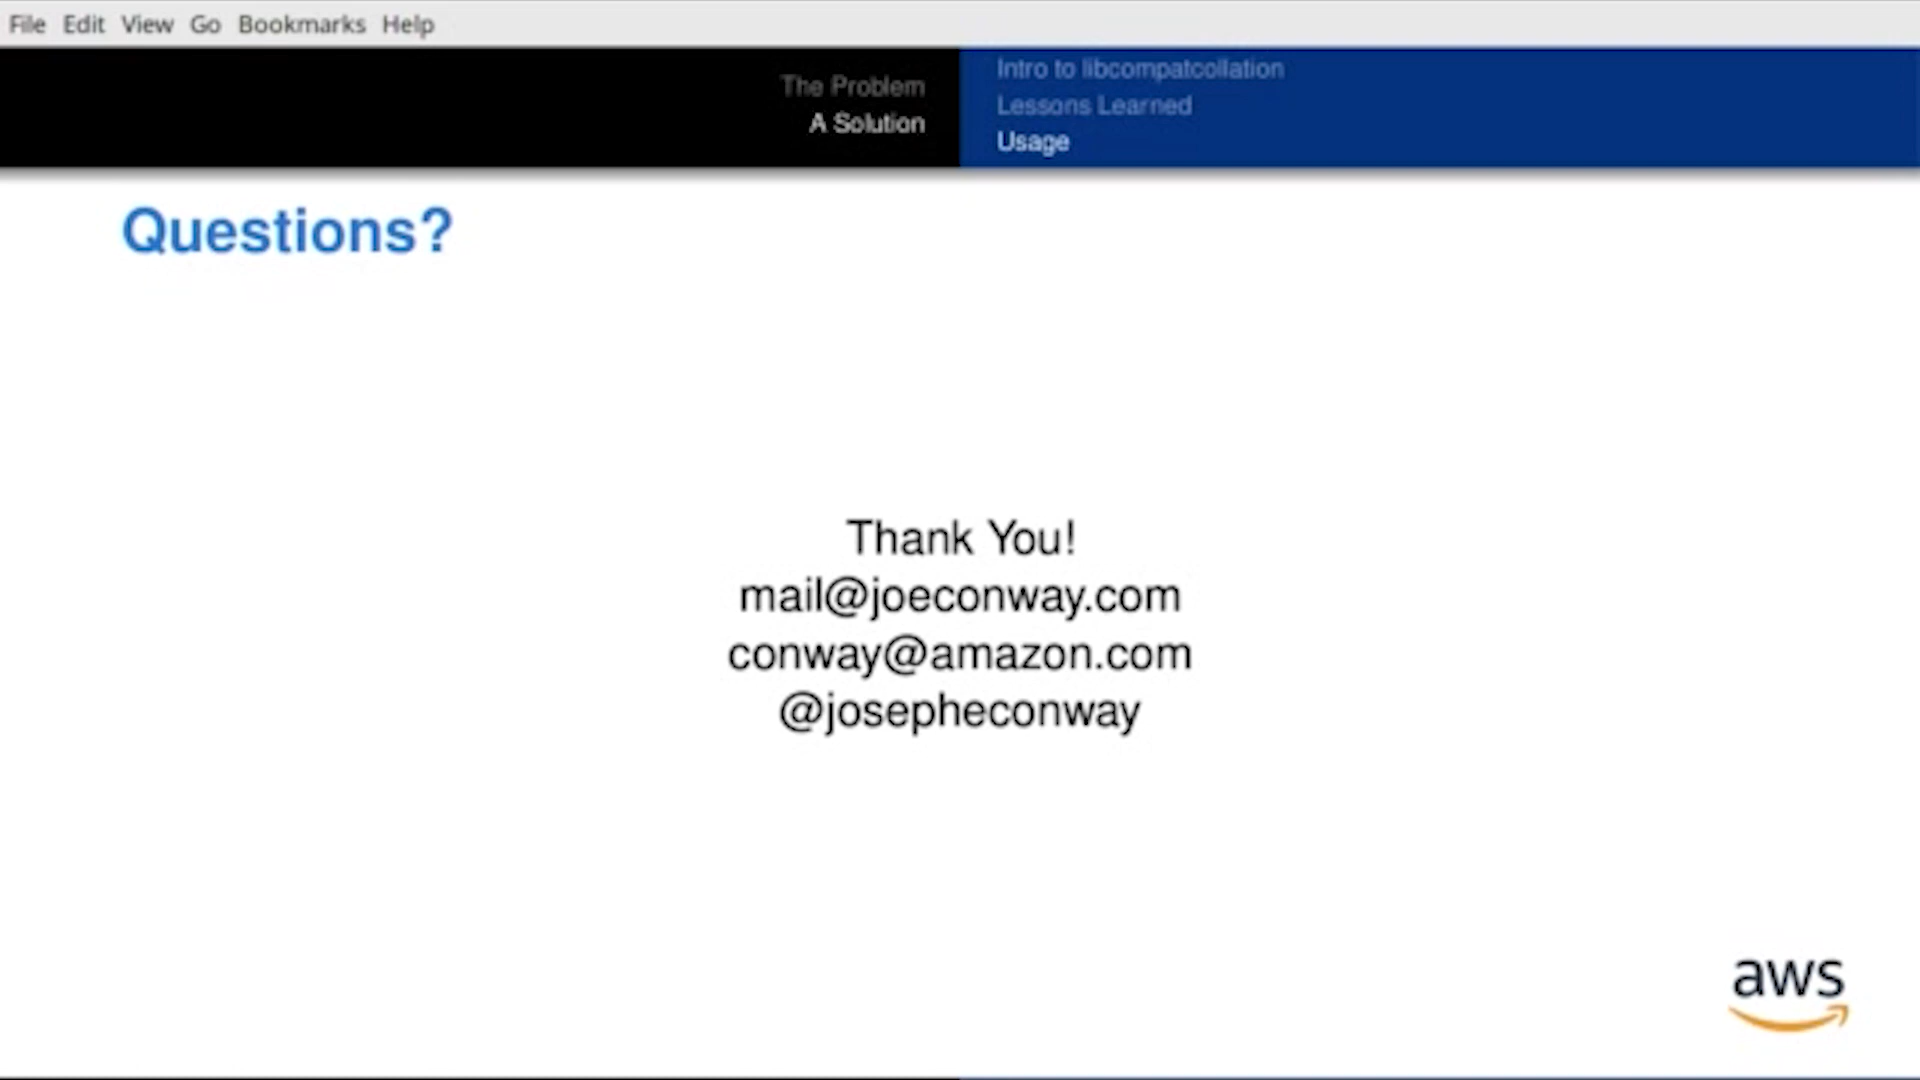 File Edit View Go Bookmarks Help
The Problem
A Solution
Intro to libcompatcollation
Lessons Learned
Usage
Questions?
Thank You!
mail@joeconway.com
conway@amazon.com
@josepheconway
aws